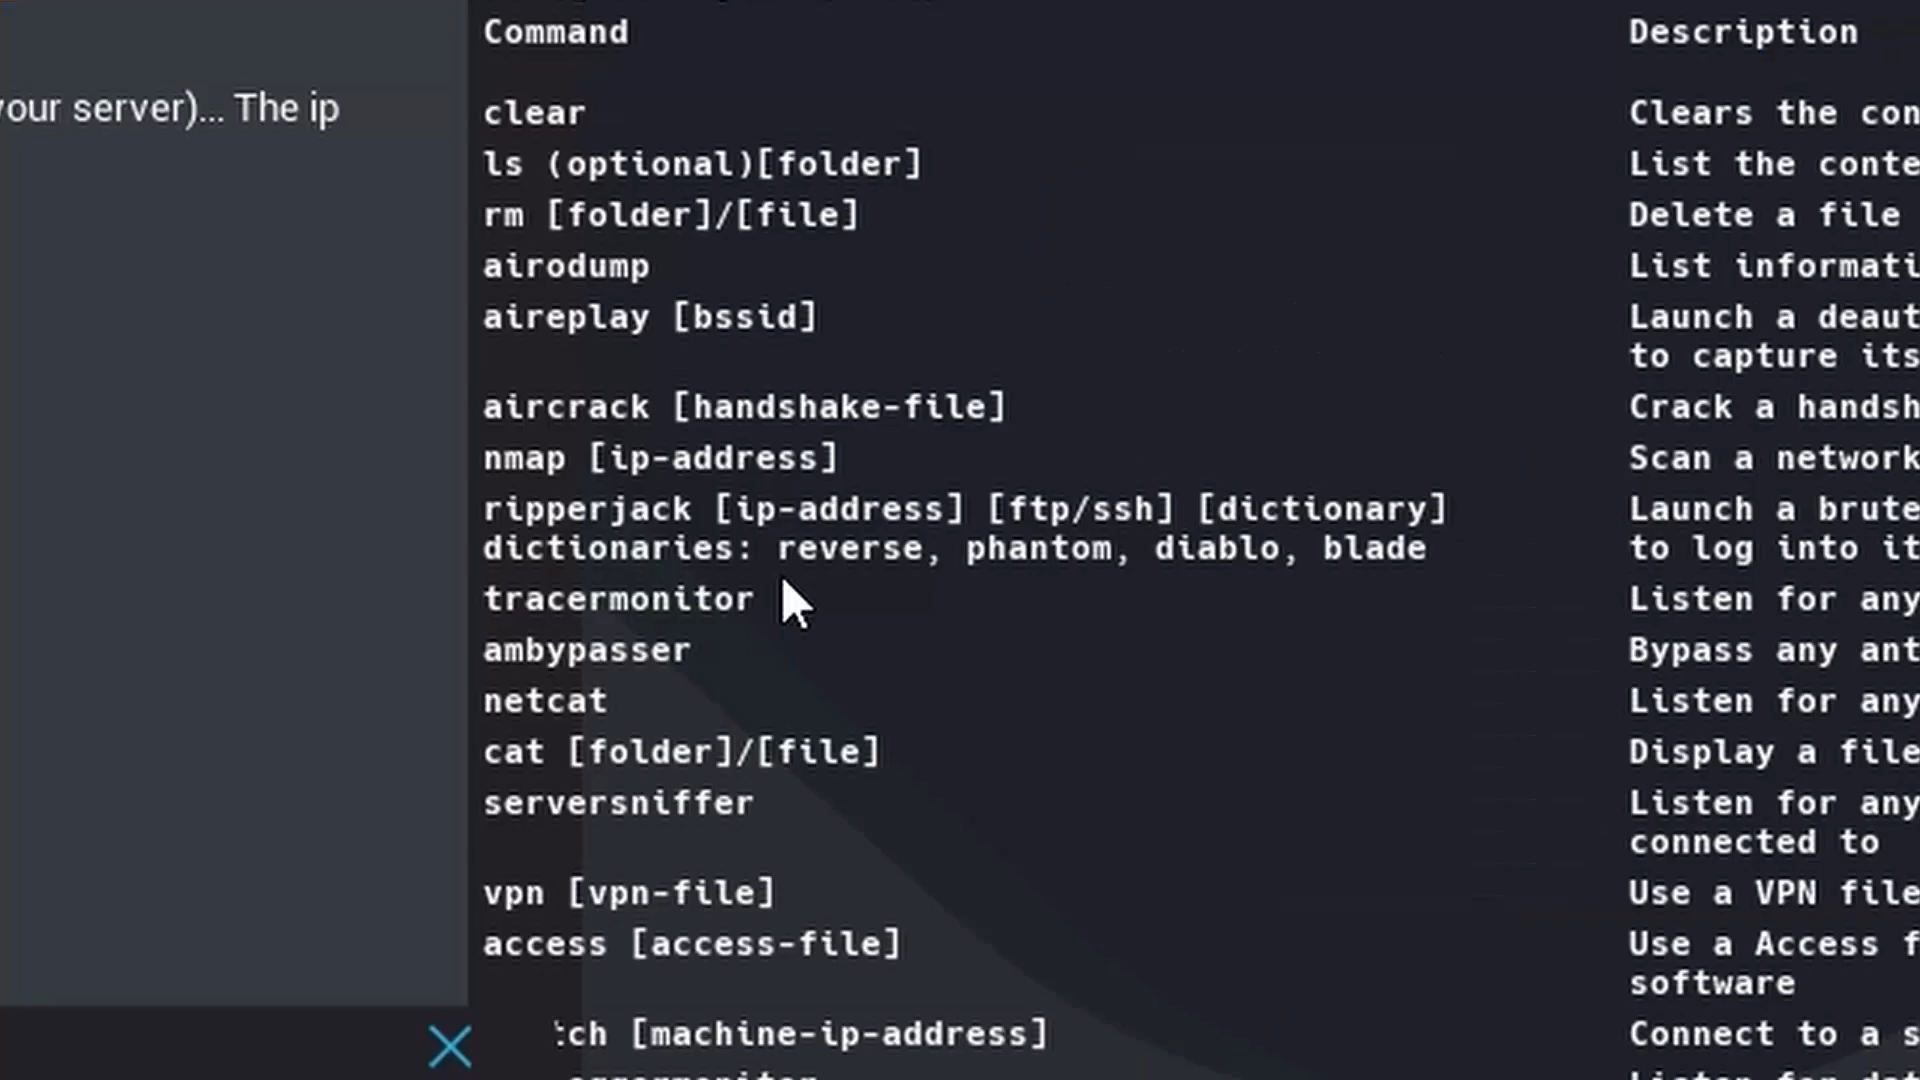 Command Description
your server)... The ip
clear Clears the con
ls (optional)[folder] List the conte
rm [folder]/[file] Delete a file
airodump List informati
aireplay [bssid] Launch a deaut
to capture its
aircrack [handshake-file] Crack a handsh
nmap [ip-address] Scan a network
ripperjack [ip-address] [ftp/ssh] [dictionary] Launch a brute
dictionaries: reverse, phantom, diablo, blade to log into it
tracermonitor Listen for any
ambypasser Bypass any ant
netcat Listen for any
cat [folder]/[file] Display a file
serversniffer Listen for any
connected to
vpn [vpn-file] Use a VPN file
access [access-file] Use a Access f
software
tch [machine-ip-address] Connect to a s